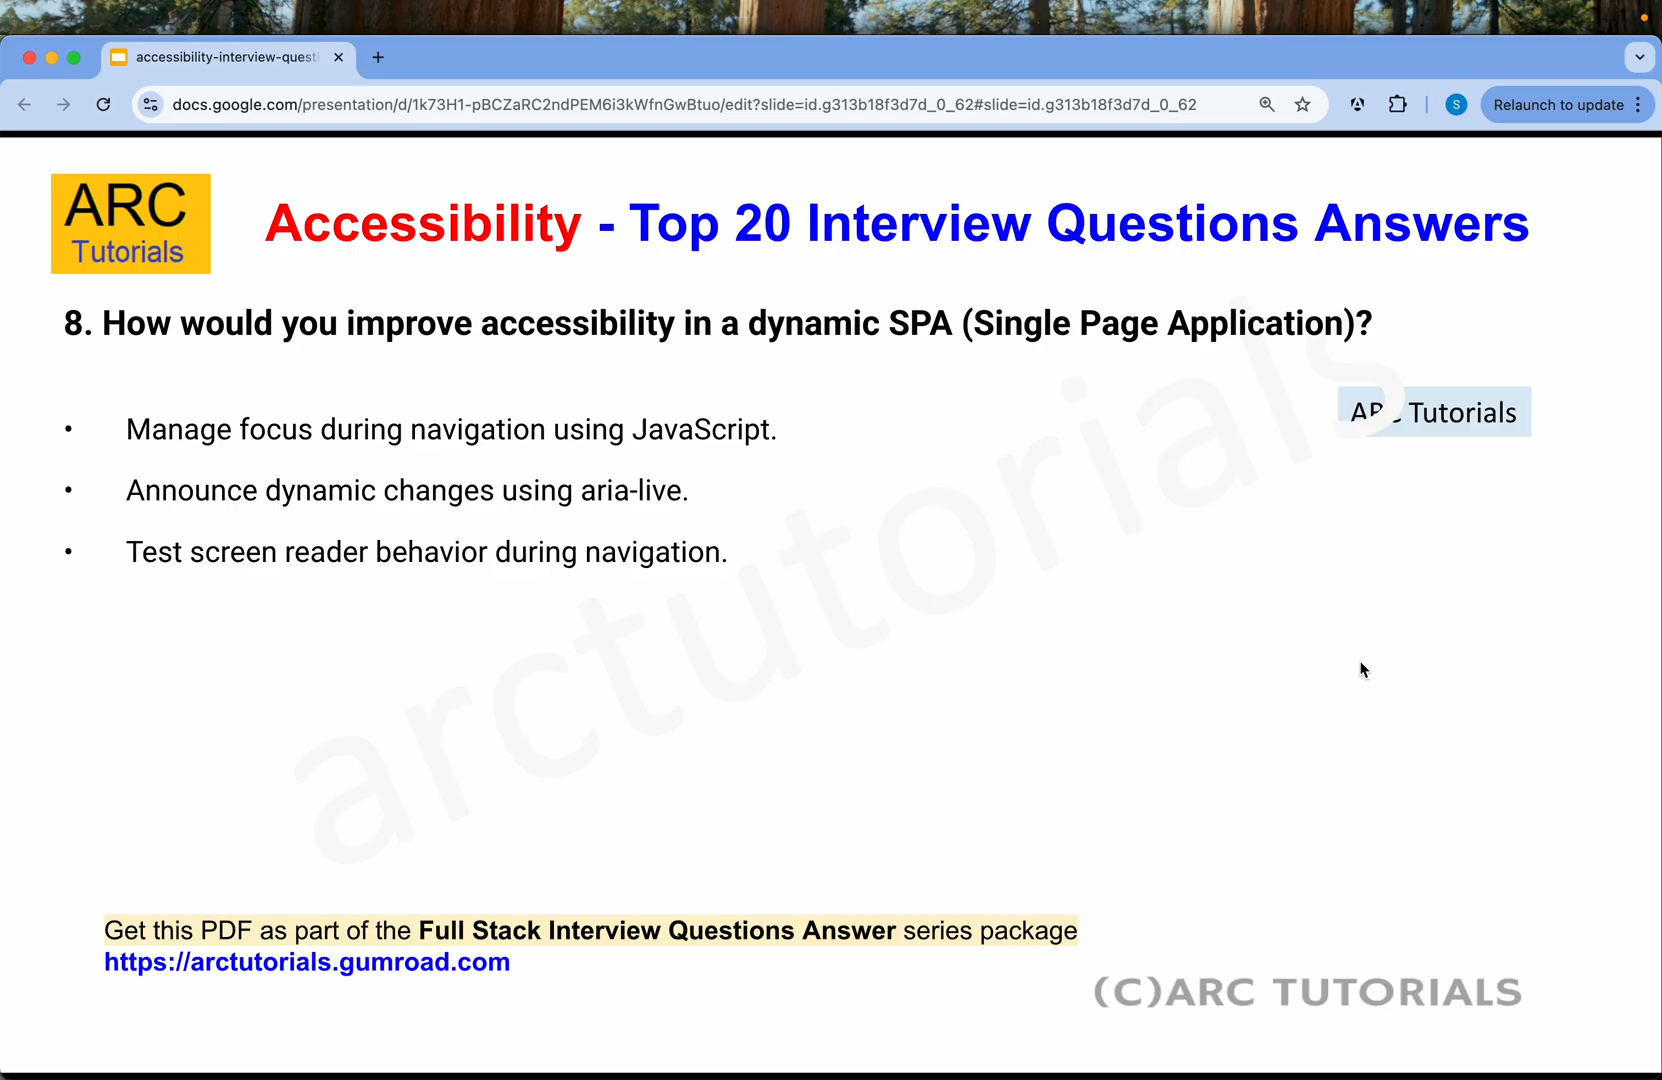 accessibility-interview-questi
docs.google.com/presentation/d/1k73H1-pBCZaRC2ndPEM6i3kWfnGwBtuo/edit?slide=id.g313b18f3d7d_0_62#slide=id.g313b18f3d7d_0_62
S
Relaunch to update
ARC
Tutorials
Accessibility - Top 20 Interview Questions Answers
8. How would you improve accessibility in a dynamic SPA (Single Page Application)?
ARC Tutorials
• Manage focus during navigation using JavaScript.
• Announce dynamic changes using aria-live.
• Test screen reader behavior during navigation.
arctutorials
Get this PDF as part of the Full Stack Interview Questions Answer series package
https://arctutorials.gumroad.com
(C)ARC TUTORIALS